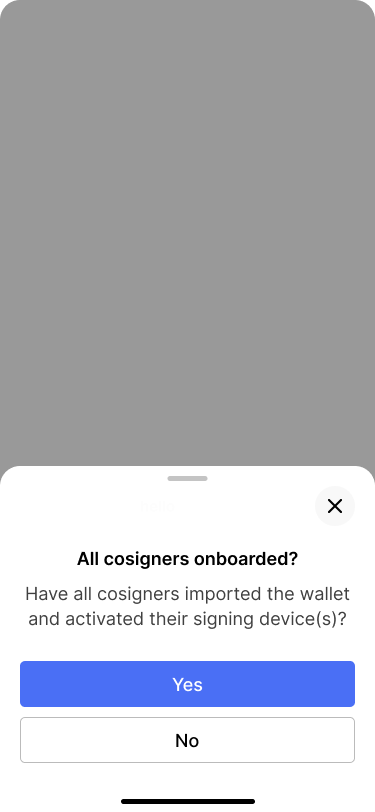 All cosigners onboarded?
Have all cosigners imported the wallet
and activated their signing device(s)?
Yes
No